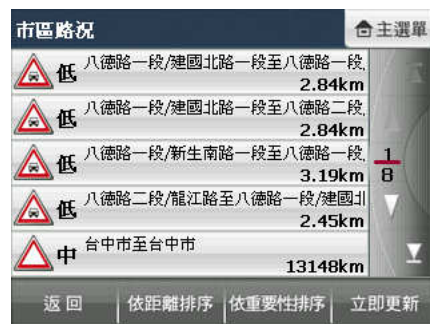 市區路況
主選單
低
八德路一段/建國北路一段至八德路一段,
2.84km
低
八德路一段/建國北路一段至八德路二段,
2.84km
低
八德路一段/新生南路一段至八德路一段,
3.19km
低
八德路二段/龍江路至八德路一段/建國北
2.45km
中
台中市至台中市
13148km
1
8
返回
依距離排序
依重要性排序
立即更新